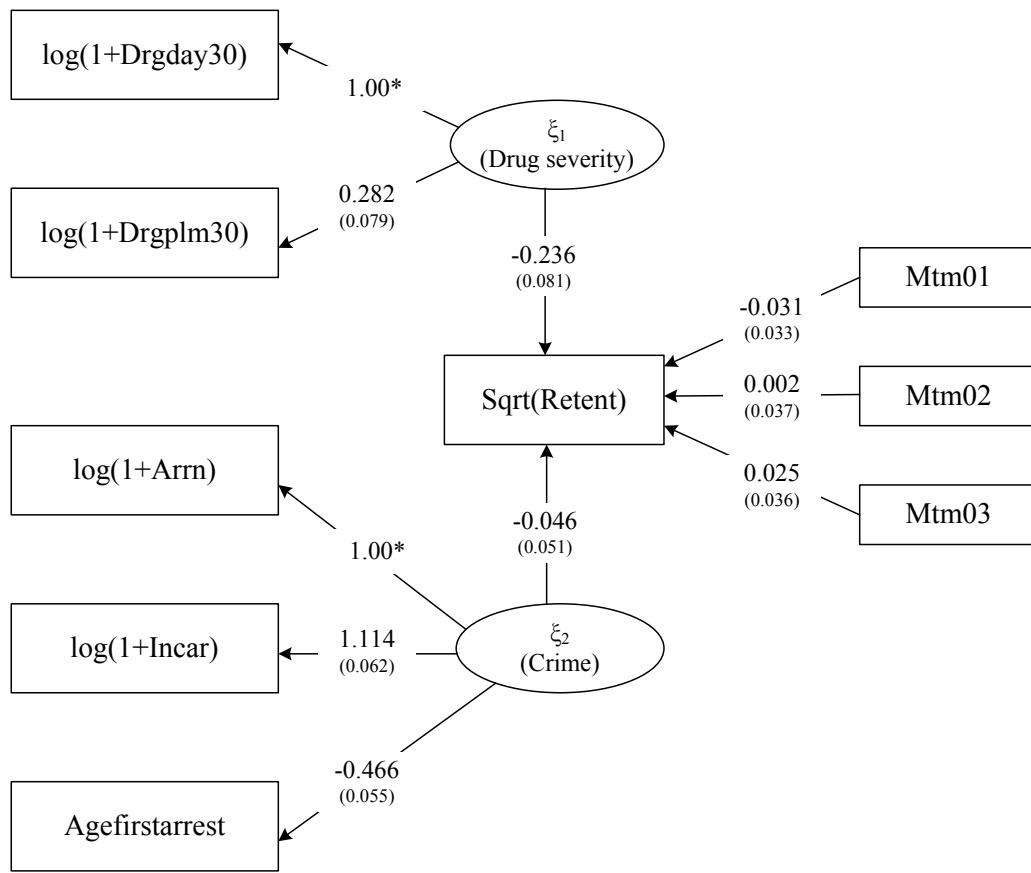 log(1+Drgday30)
1.00*
ξ1
(Drug severity)
log(1+Drgplm30)
0.282
(0.079)
-0.236
(0.081)
Mtm01
-0.031
(0.033)
Sqrt(Retent)
0.002
(0.037)
Mtm02
0.025
(0.036)
Mtm03
log(1+Arrn)
-0.046
(0.051)
1.00*
log(1+Incar)
1.114
(0.062)
ξ2
(Crime)
-0.466
(0.055)
Agefirstarrest